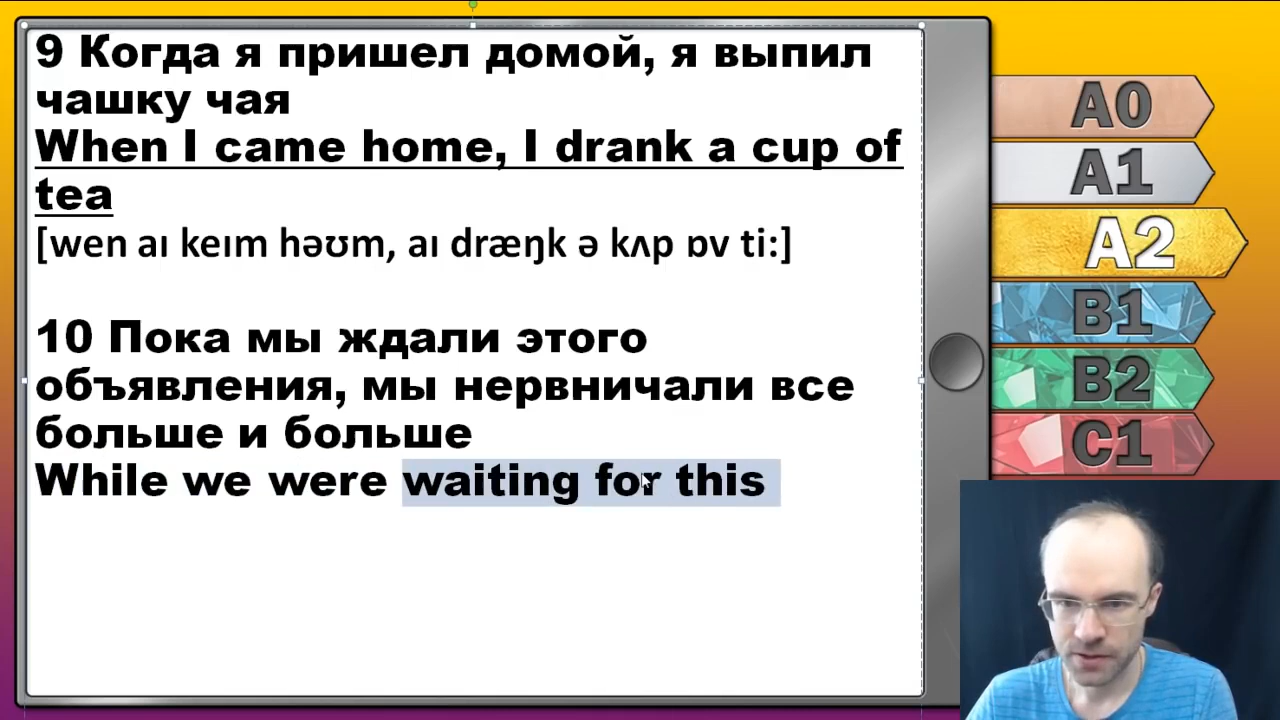 9 Когда я пришел домой, я выпил
чашку чая
When I came home, I drank a cup of
tea
[wen aɪ keɪm həʊm, aɪ dræŋk ə kʌp ɒv ti:]
10 Пока мы ждали этого
объявления, мы нервничали все
больше и больше
While we were waiting for this
A0
A1
A2
B1
B2
C1